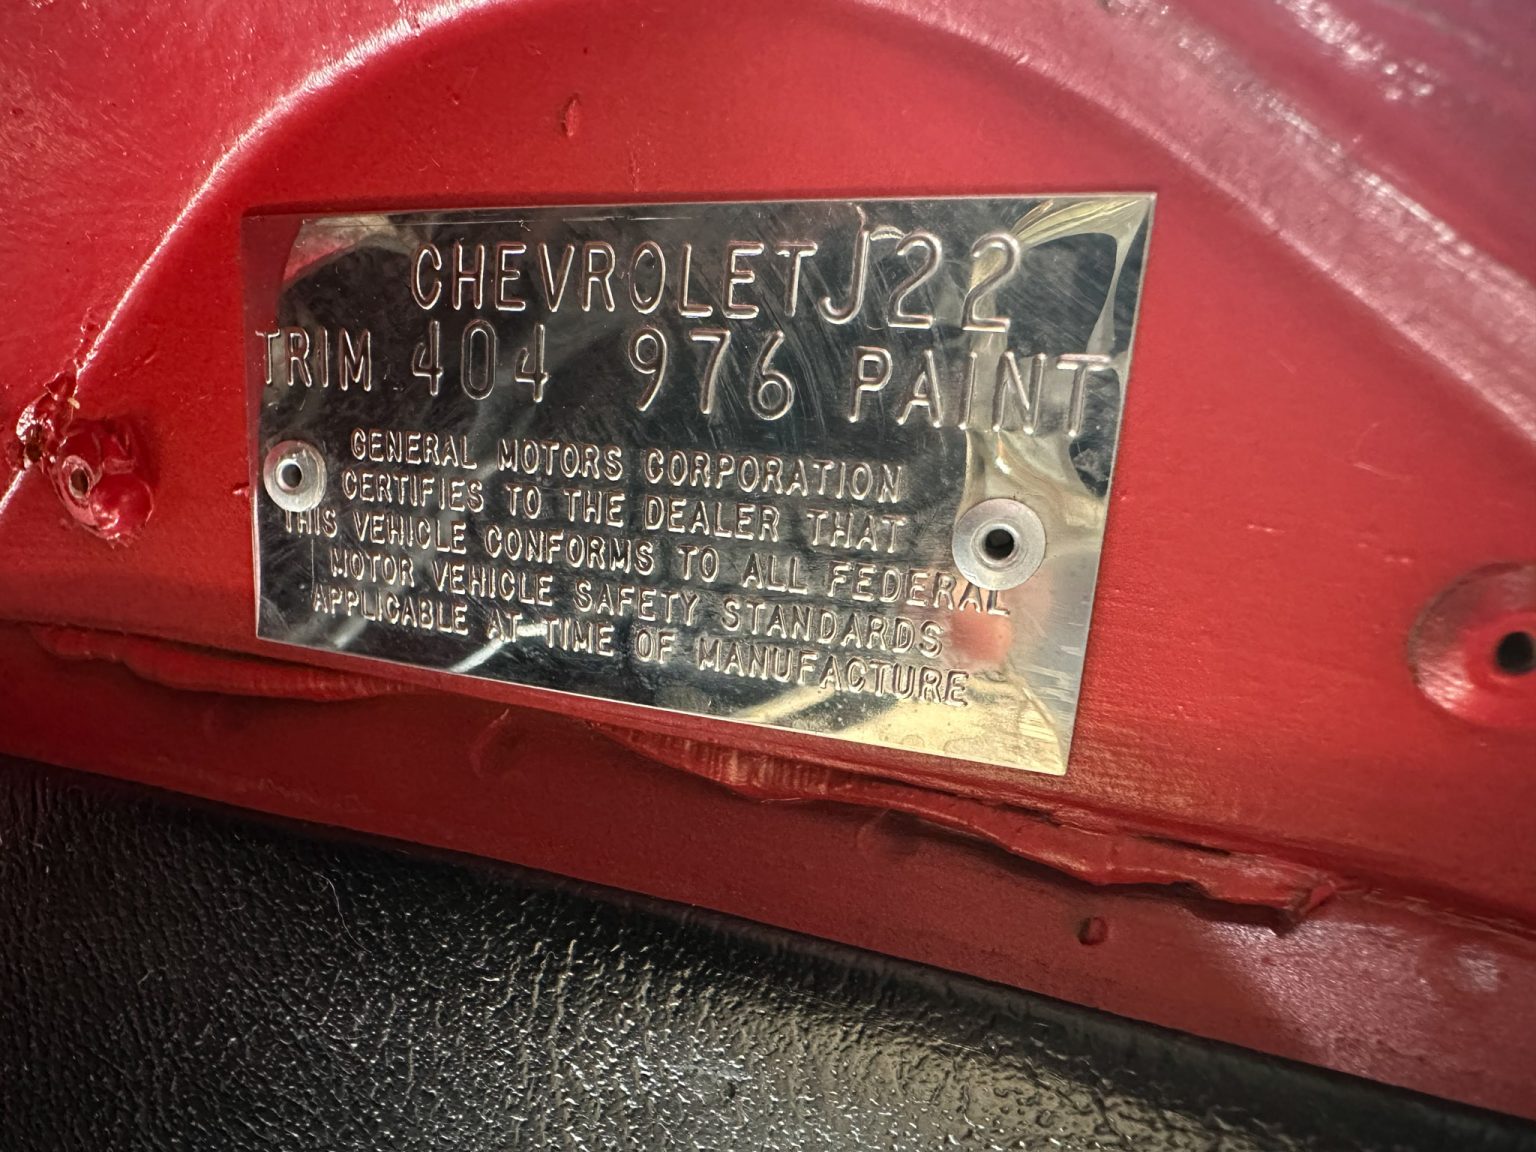 CHEVROLET J22
TRIM 404 976 PAINT
GENERAL MOTORS CORPORATION
CERTIFIES TO THE DEALER THAT
THIS VEHICLE CONFORMS TO ALL FEDERAL
MOTOR VEHICLE SAFETY STANDARDS
APPLICABLE AT TIME OF MANUFACTURE